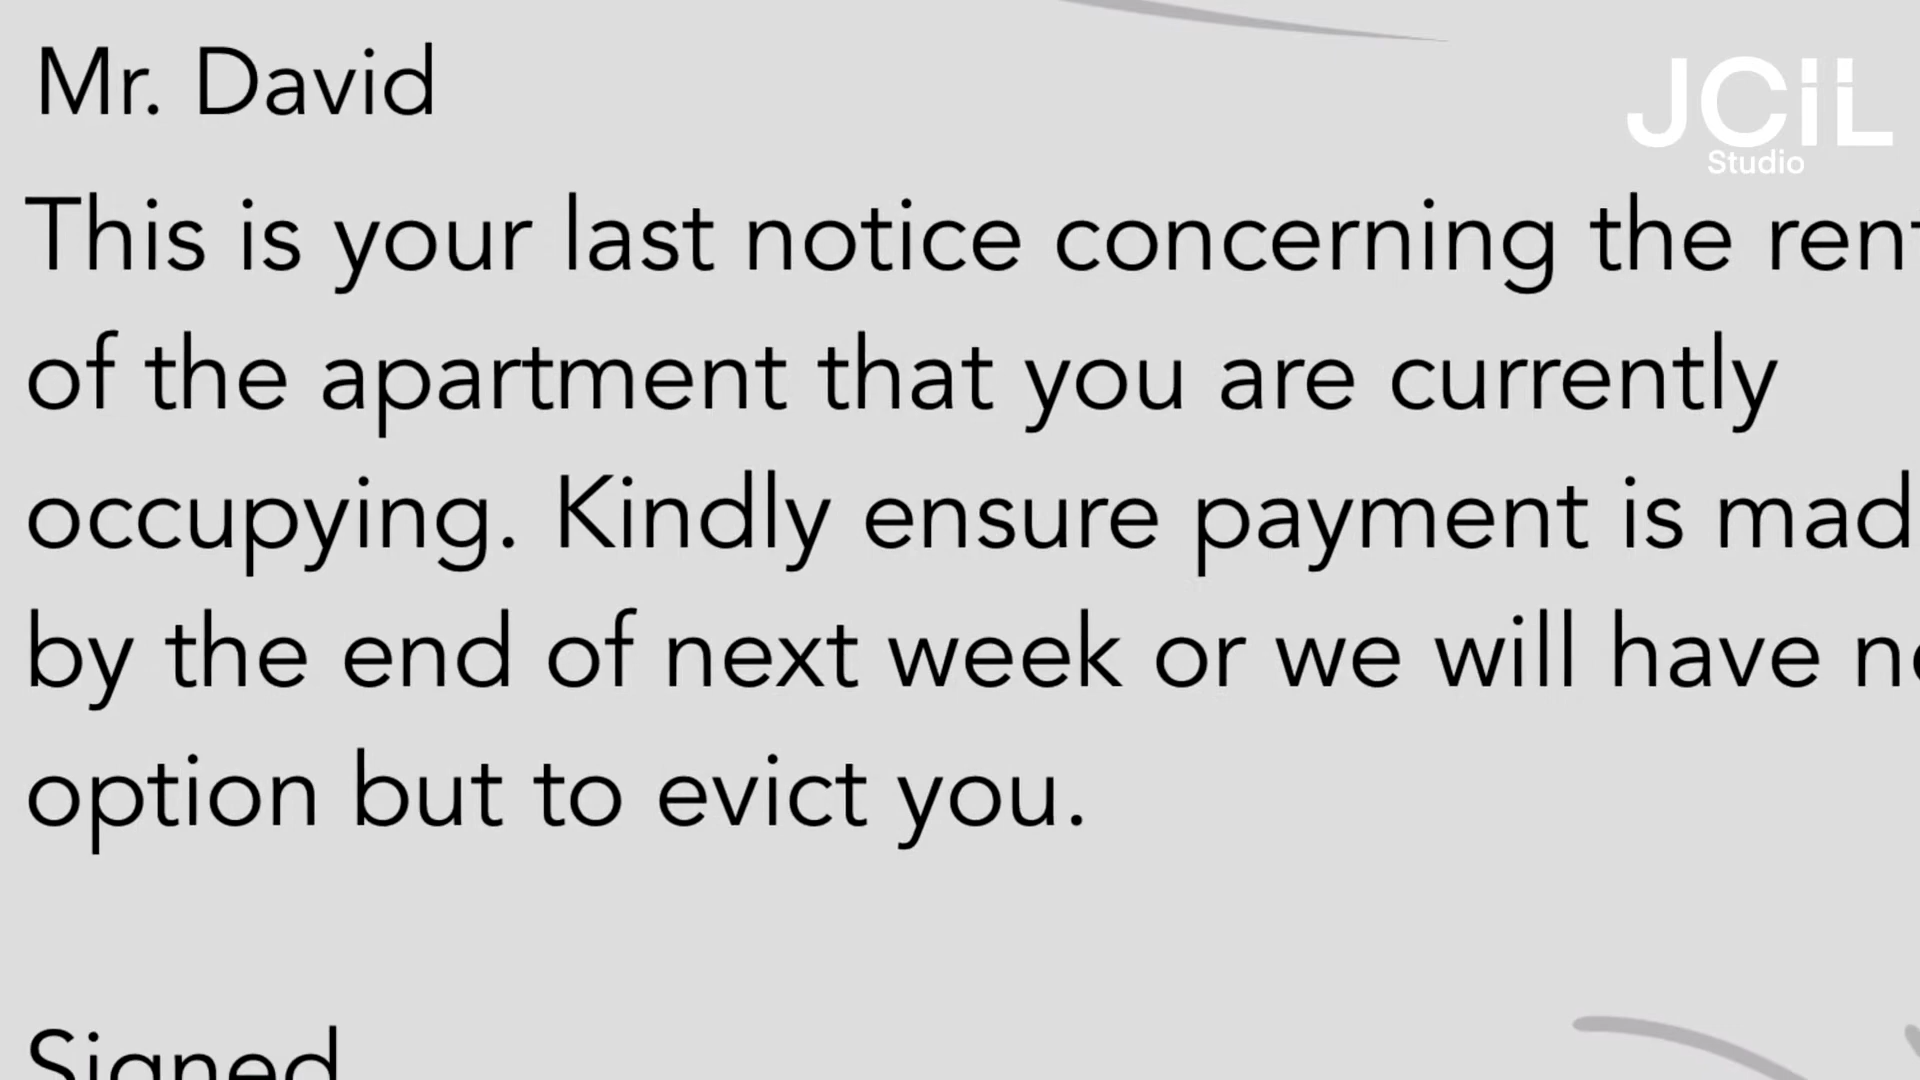 Mr. David
JCiL
Studio
This is your last notice concerning the rent
of the apartment that you are currently
occupying. Kindly ensure payment is mad
by the end of next week or we will have no
option but to evict you.
Signed